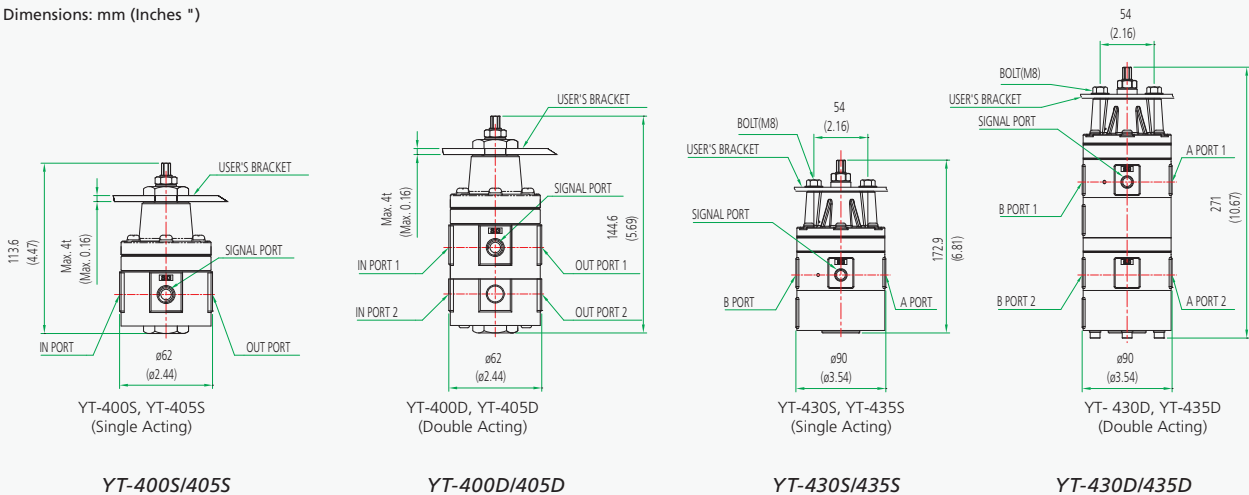 Dimensions: mm (Inches ")
113.6
(4.47)
Max. 4t
(Max. 0.16)
USER'S BRACKET
SIGNAL PORT
IN PORT
OUT PORT
ø62
(ø2.44)
YT-400S, YT-405S
(Single Acting)
YT-400S/405S
USER'S BRACKET
Max. 4t
(Max. 0.16)
SIGNAL PORT
144.6
(5.69)
IN PORT 1
OUT PORT 1
IN PORT 2
OUT PORT 2
ø62
(ø2.44)
YT-400D, YT-405D
(Double Acting)
YT-400D/405D
54
(2.16)
BOLT(M8)
USER'S BRACKET
SIGNAL PORT
172.9
(6.81)
B PORT
A PORT
ø90
(ø3.54)
YT-430S, YT-435S
(Single Acting)
YT-430S/435S
54
(2.16)
BOLT(M8)
USER'S BRACKET
SIGNAL PORT
A PORT 1
B PORT 1
271
(10.67)
B PORT 2
A PORT 2
ø90
(ø3.54)
YT- 430D, YT-435D
(Double Acting)
YT-430D/435D